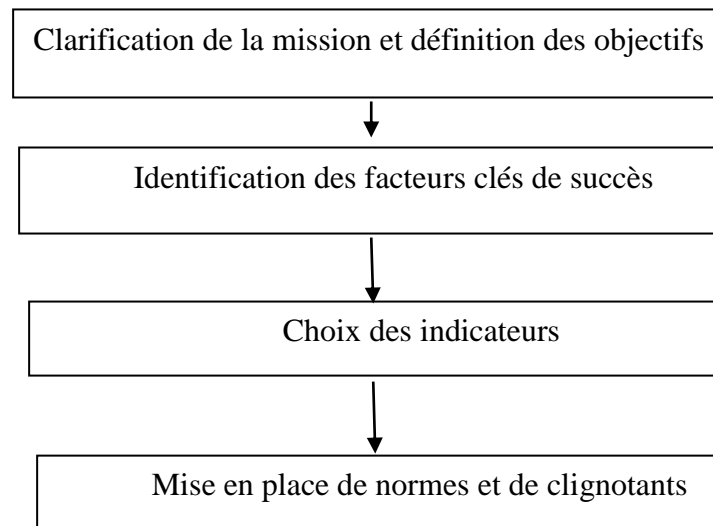 Clarification de la mission et définition des objectifs
Identification des facteurs clés de succès
Choix des indicateurs
Mise en place de normes et de clignotants